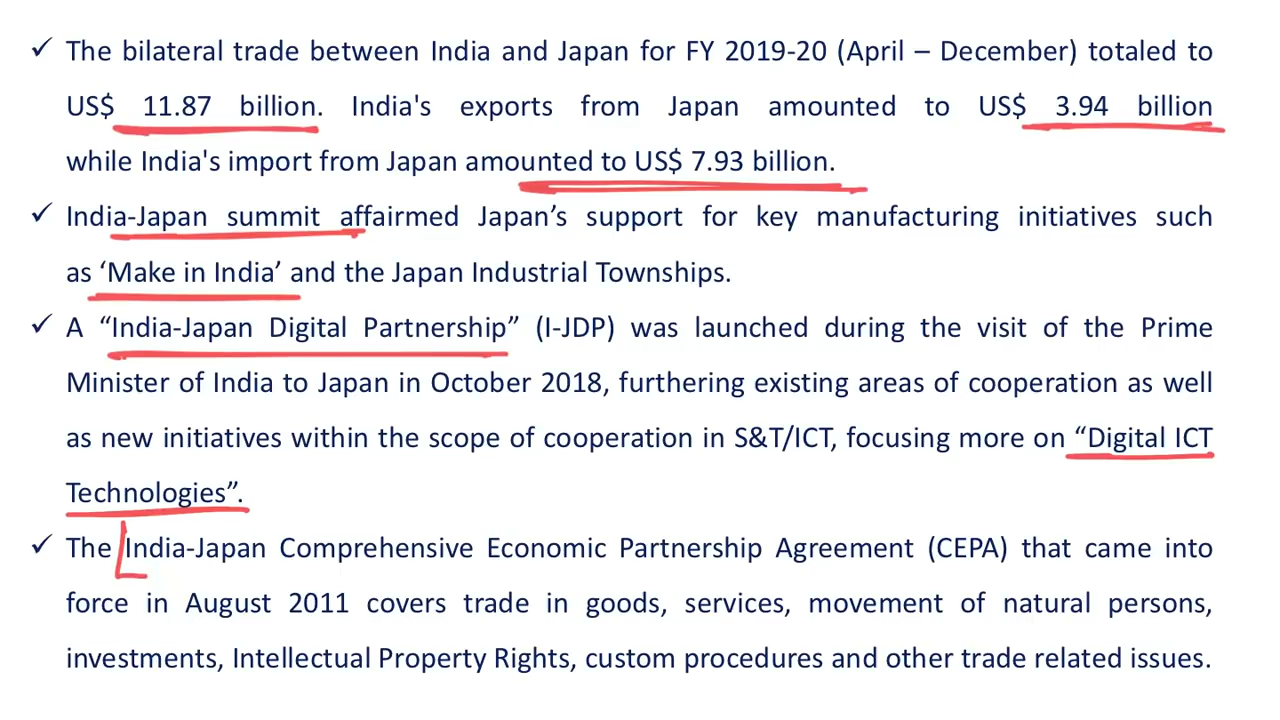 ✓ The bilateral trade between India and Japan for FY 2019-20 (April – December) totaled to
US$ 11.87 billion. India's exports from Japan amounted to US$ 3.94 billion
while India's import from Japan amounted to US$ 7.93 billion.
✓ India-Japan summit affairmed Japan’s support for key manufacturing initiatives such
as ‘Make in India’ and the Japan Industrial Townships.
✓ A “India-Japan Digital Partnership” (I-JDP) was launched during the visit of the Prime
Minister of India to Japan in October 2018, furthering existing areas of cooperation as well
as new initiatives within the scope of cooperation in S&T/ICT, focusing more on “Digital ICT
Technologies”.
✓ The India-Japan Comprehensive Economic Partnership Agreement (CEPA) that came into
force in August 2011 covers trade in goods, services, movement of natural persons,
investments, Intellectual Property Rights, custom procedures and other trade related issues.